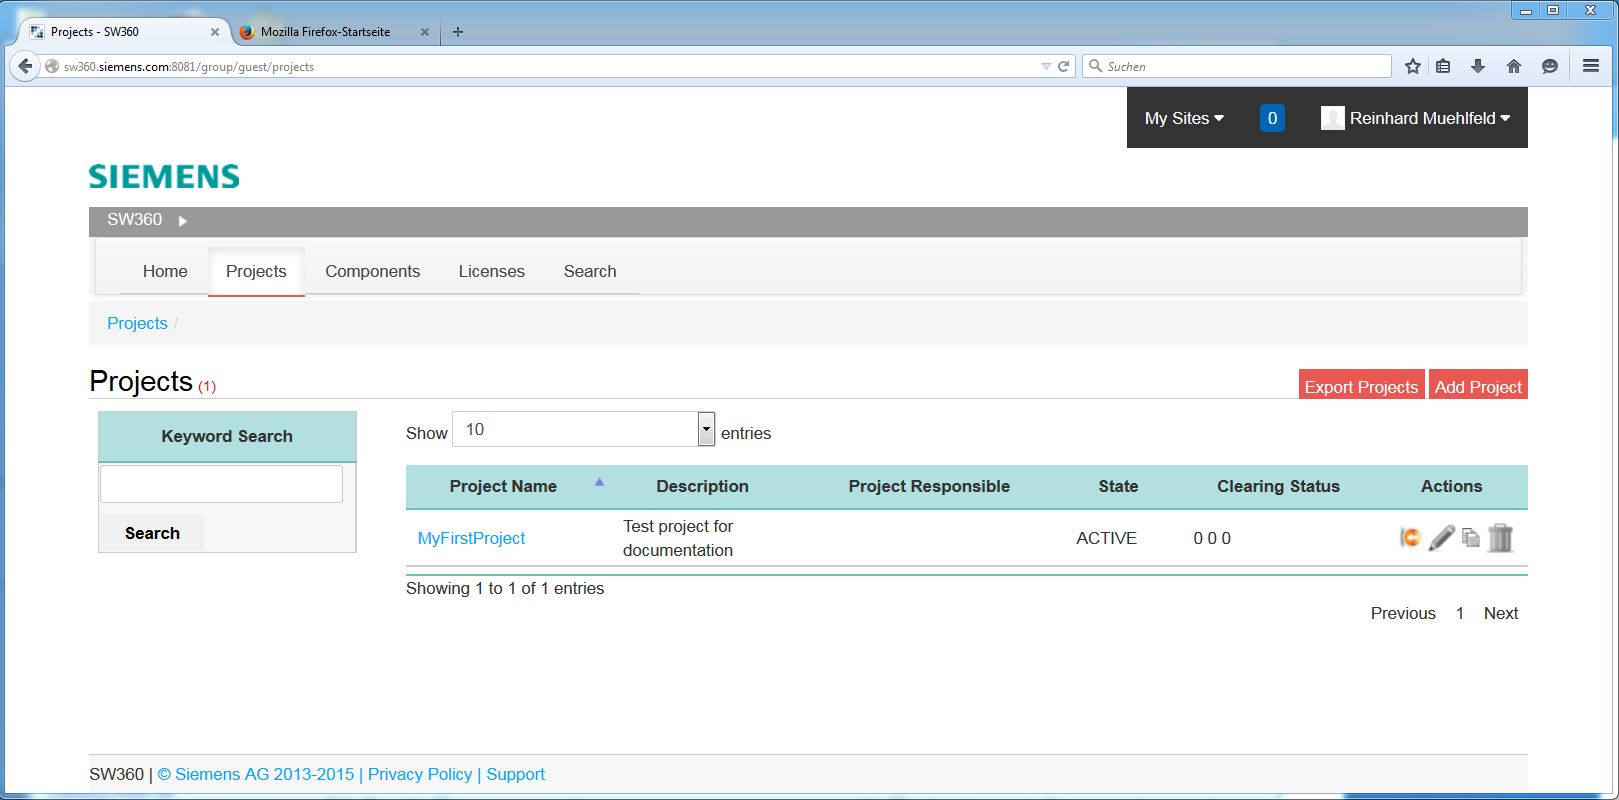 Projects - SW360
Mozilla Firefox-Startseite
sw360.siemens.com:8081/group/guest/projects
Suchen
My Sites
0
Reinhard Muehlfeld
SIEMENS
SW360
Home Projects Components Licenses Search
Projects /
Projects (1)
Export Projects Add Project
Keyword Search
Search
Show 10 entries
Project Name Description Project Responsible State Clearing Status Actions
MyFirstProject Test project for documentation ACTIVE 0 0 0
Showing 1 to 1 of 1 entries
Previous 1 Next
SW360 | © Siemens AG 2013-2015 | Privacy Policy | Support